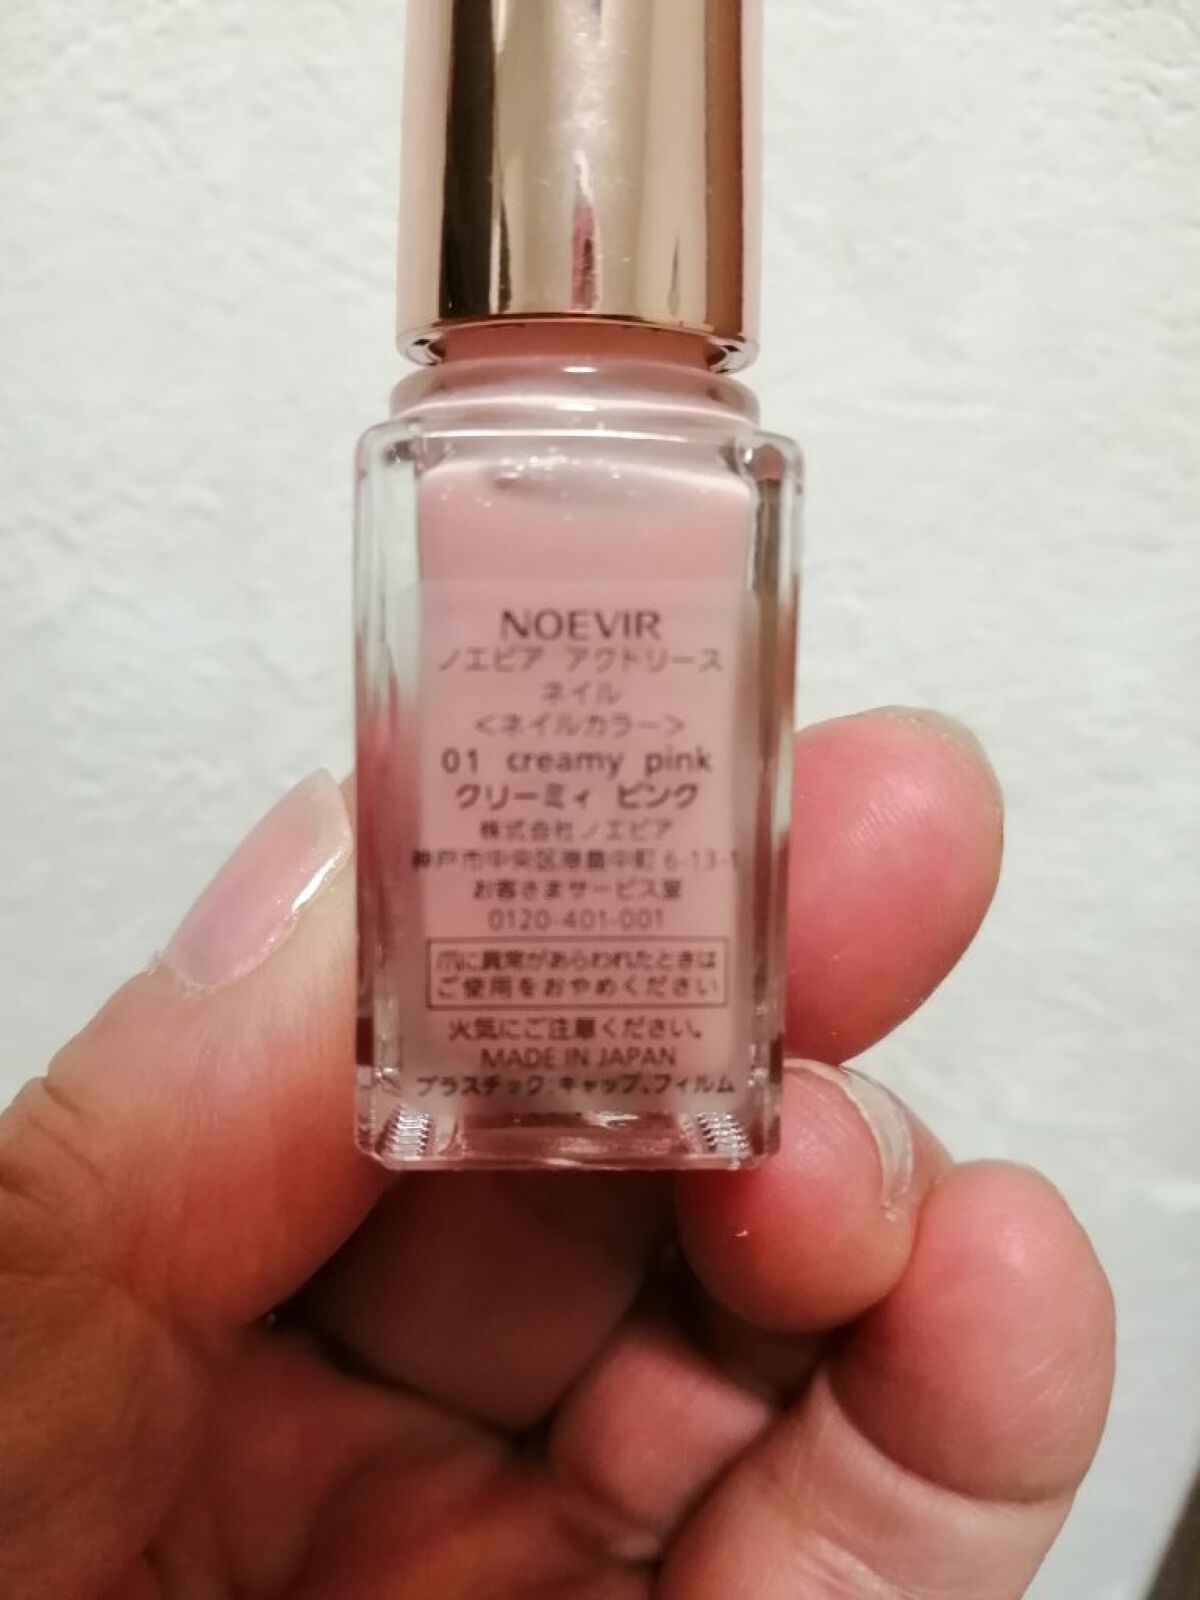 NOEVIR
ノエビア アクトリース
ネイル
<ネイルカラー>
01 creamy pink
クリーミィ ピンク
株式会社ノエビア
神戸市中央区港島中町 6-13-1
お客さまサービス室
0120-401-001
爪に異常があらわれたときは
ご使用をおやめください
火気にご注意ください。
MADE IN JAPAN
プラスチック:キャップ、フィルム